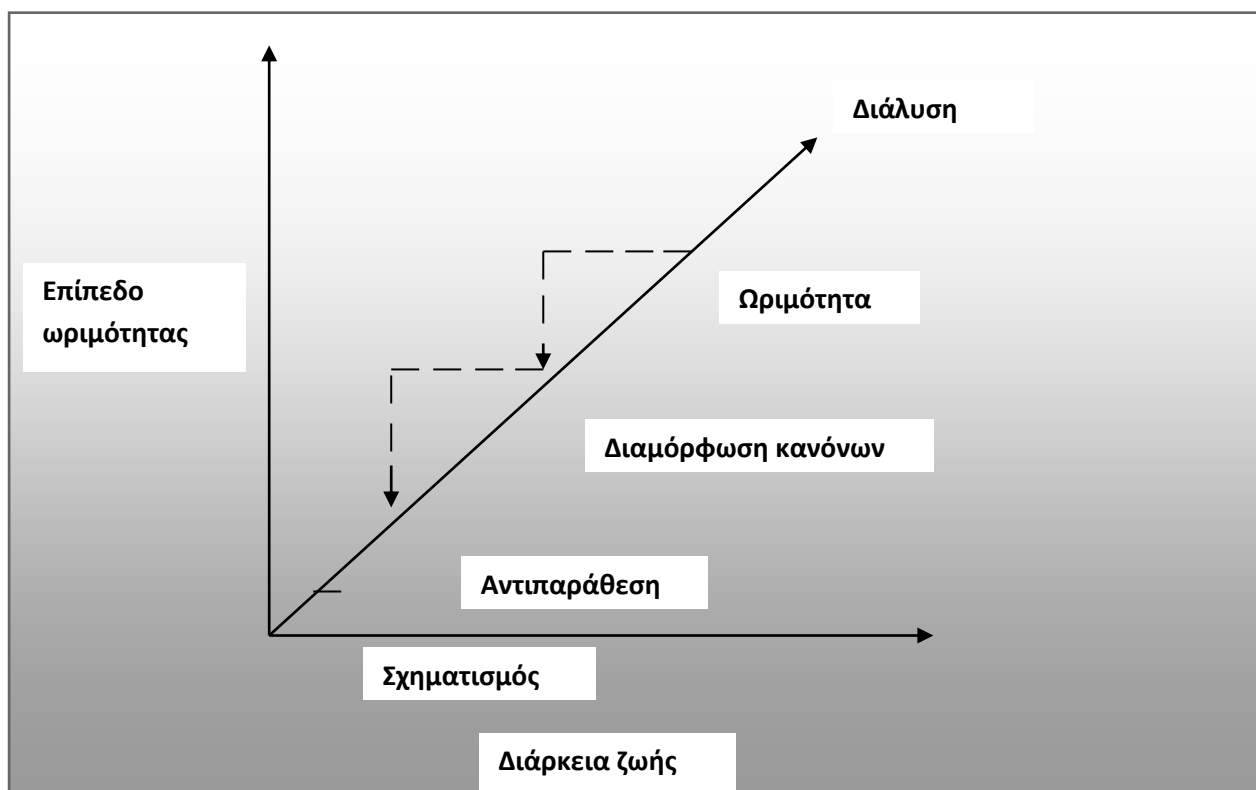 Διάλυση
Επίπεδο
ωριμότητας
Ωριμότητα
Διαμόρφωση κανόνων
Αντιπαράθεση
Σχηματισμός
Διάρκεια ζωής